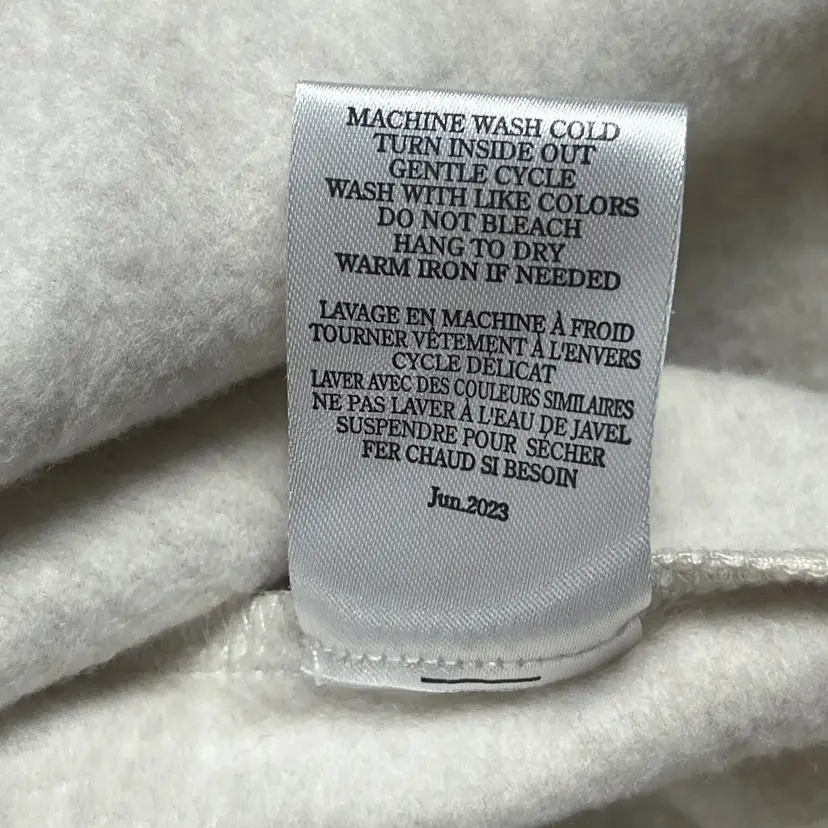 MACHINE WASH COLD
TURN INSIDE OUT
GENTLE CYCLE
WASH WITH LIKE COLORS
DO NOT BLEACH
HANG TO DRY
WARM IRON IF NEEDED
LAVAGE EN MACHINE À FROID
TOURNER VÊTEMENT À L'ENVERS
CYCLE DÉLICAT
LAVER AVEC DES COULEURS SIMILAIRES
NE PAS LAVER À L'EAU DE JAVEL
SUSPENDRE POUR SÉCHER
FER CHAUD SI BESOIN
Jun.2023